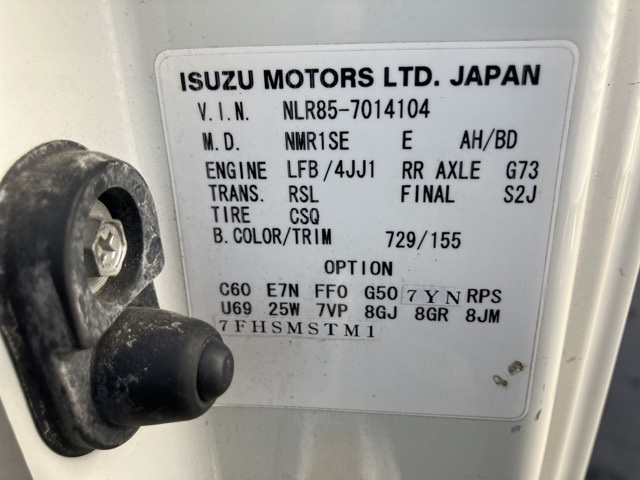 ISUZU MOTORS LTD. JAPAN
V.I.N. NLR85-7014104
M.D. NMR1SE E AH/BD
ENGINE LFB/4JJ1 RR AXLE G73
TRANS. RSL FINAL S2J
TIRE CSQ
B.COLOR/TRIM 729/155
OPTION
C60 E7N FF0 G50 7YN RPS
U69 25W 7VP 8GJ 8GR 8JM
7FHSMSTM1